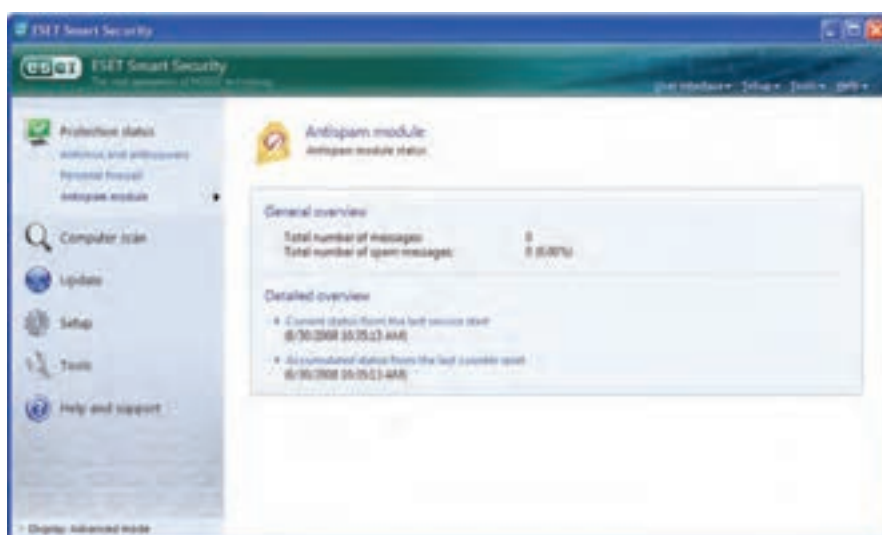 ESET Smart Security
eset ESET Smart Security
User interface Setup Tools Help
Protection status
Antivirus and antispyware
Personal firewall
Antispam module
Computer scan
Update
Setup
Tools
Help and support
Display: Advanced mode
Antispam module
Antispam module status
General overview
Total number of messages: 0
Total number of spam messages: 0 (0.00%)
Detailed overview
Current status from the last service start
Accumulated status from the last counter reset